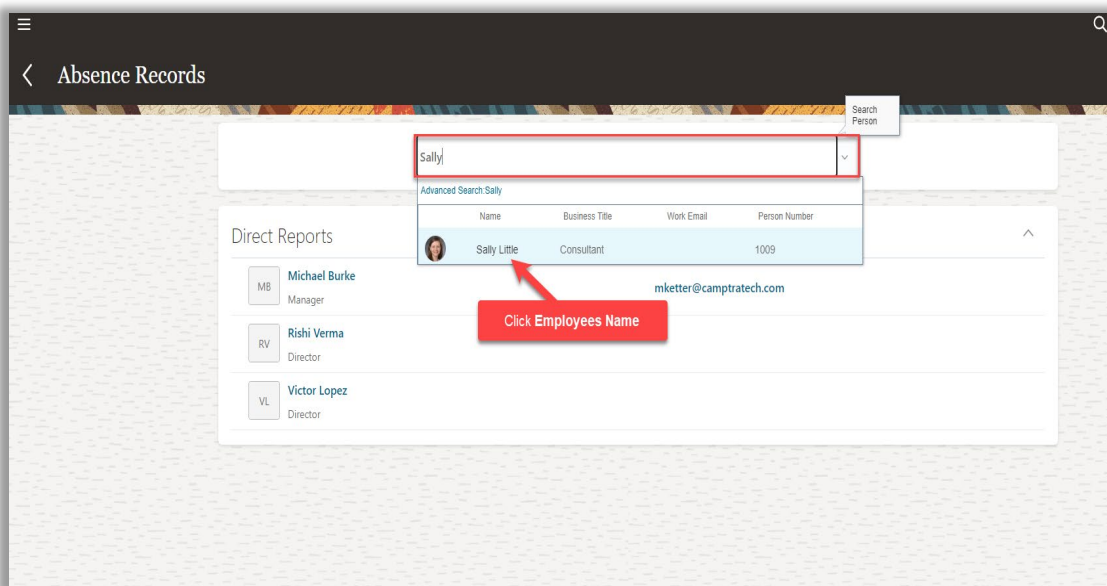 Absence Records
Search
Person
Sally
Advanced Search:Sally
Name Business Title Work Email Person Number
Sally Little Consultant 1009
Direct Reports
MB Michael Burke
Manager
mketter@camptratech.com
Click Employees Name
RV Rishi Verma
Director
VL Victor Lopez
Director